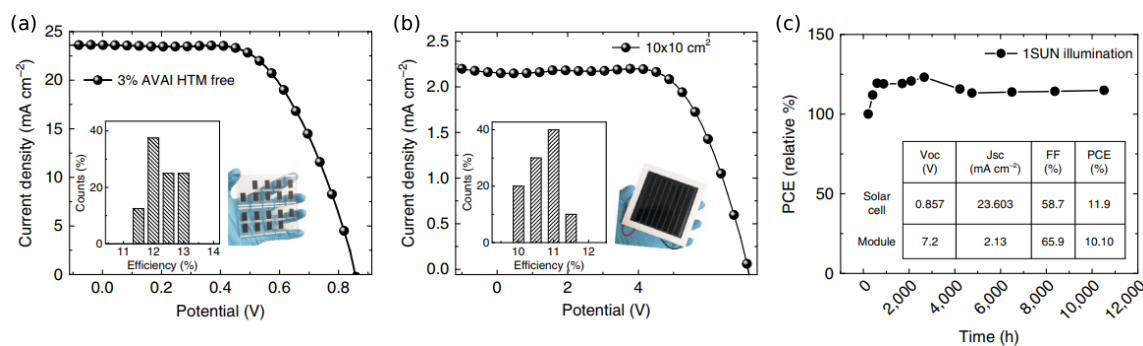 (a)
25
20
15
10
5
0
Current density (mA cm⁻²)
3% AVAI HTM free
40
20
0
Counts (%)
11 12 13 14
Efficiency (%)
0.0 0.2 0.4 0.6 0.8
Potential (V)
(b)
2.5
2.0
1.5
1.0
0.5
0.0
Current density (mA cm⁻²)
10x10 cm²
40
20
0
Counts (%)
10 11 12
Efficiency (%)
0 2 4 6
Potential (V)
(c)
150
100
50
0
PCE (relative %)
1SUN illumination
Voc (V) Jsc (mA cm⁻²) FF (%) PCE (%)
Solar cell 0.857 23.603 58.7 11.9
Module 7.2 2.13 65.9 10.10
0 2,000 4,000 6,000 8,000 10,000 12,000
Time (h)